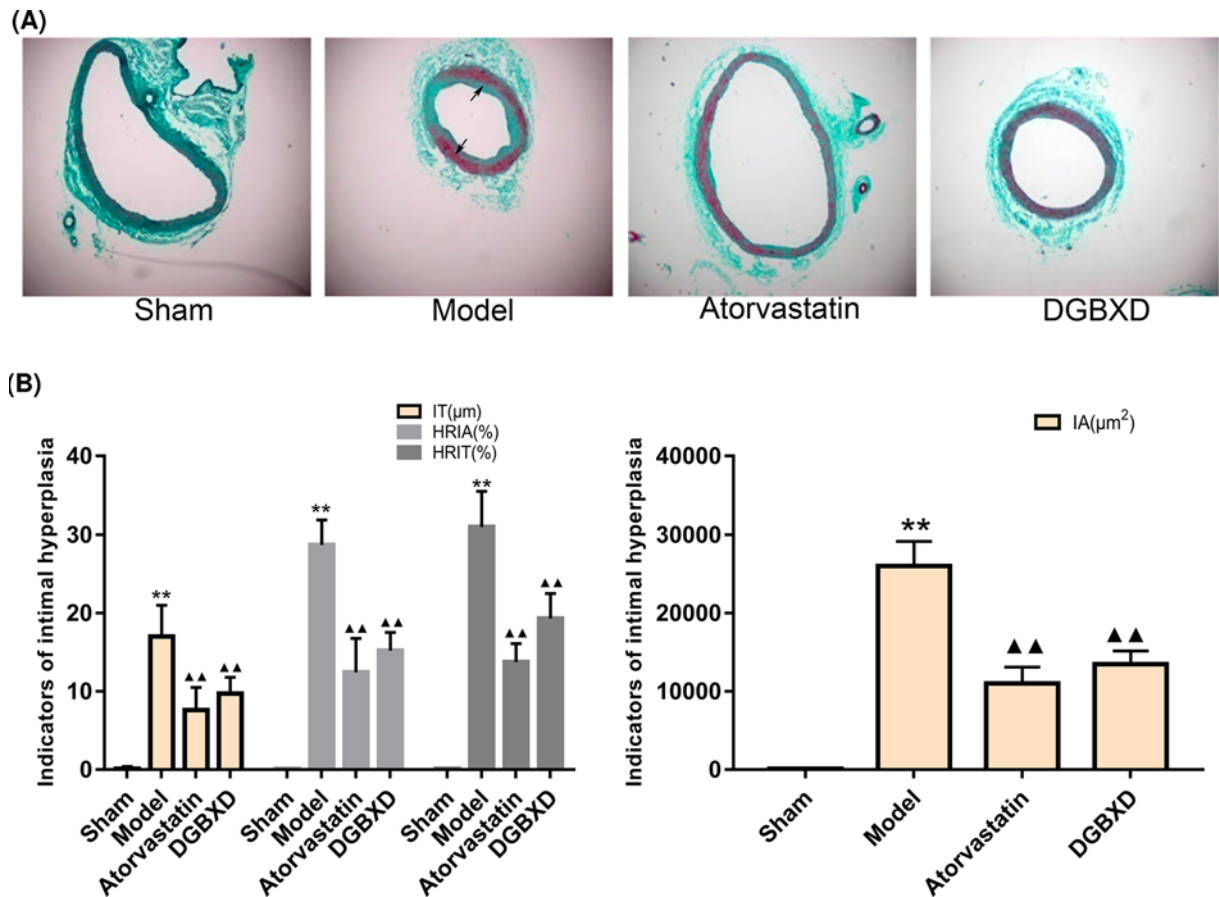 (A)
Sham
Model
Atorvastatin
DGBXD
(B)
IT(μm)
HRIA(%)
HRIT(%)
Indicators of intimal hyperplasia
40
30
20
10
0
**
▲▲
▲▲
**
▲▲
▲▲
**
▲▲
▲▲
Sham
Model
Atorvastatin
DGBXD
Sham
Model
Atorvastatin
DGBXD
Sham
Model
Atorvastatin
DGBXD
IA(μm²)
Indicators of intimal hyperplasia
40000
30000
20000
10000
0
**
▲▲
▲▲
Sham
Model
Atorvastatin
DGBXD